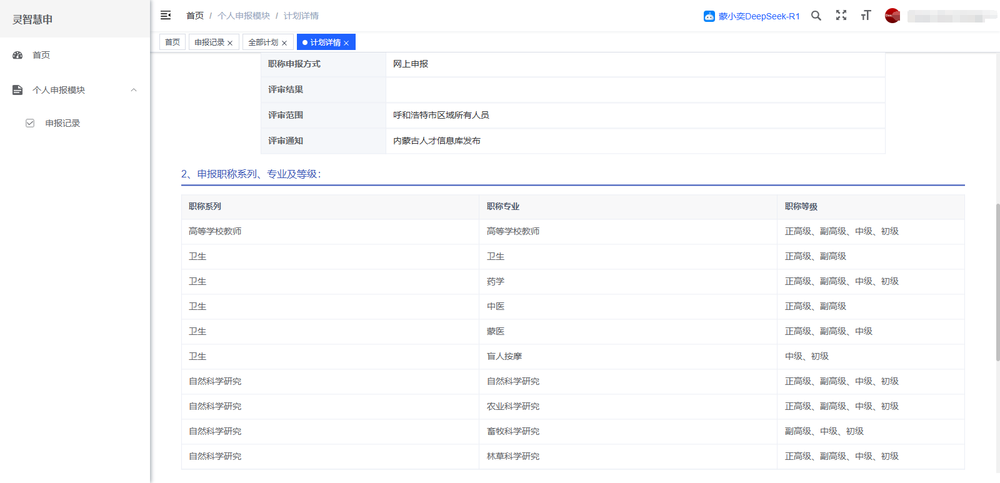 灵智慧申
首页 / 个人申报模块 / 计划详情
蒙小奕DeepSeek-R1
首页
申报记录
全部计划
计划详情
首页
个人申报模块
申报记录
职称申报方式 网上申报
评审结果
评审范围 呼和浩特市区域所有人员
评审通知 内蒙古人才信息库发布
2、申报职称系列、专业及等级:
职称系列 职称专业 职称等级
高等学校教师 高等学校教师 正高级、副高级、中级、初级
卫生 卫生 正高级、副高级
卫生 药学 正高级、副高级、中级、初级
卫生 中医 正高级、副高级
卫生 蒙医 正高级、副高级、中级
卫生 盲人按摩 中级、初级
自然科学研究 自然科学研究 正高级、副高级、中级、初级
自然科学研究 农业科学研究 正高级、副高级、中级、初级
自然科学研究 畜牧科学研究 副高级、中级、初级
自然科学研究 林草科学研究 正高级、副高级、中级、初级